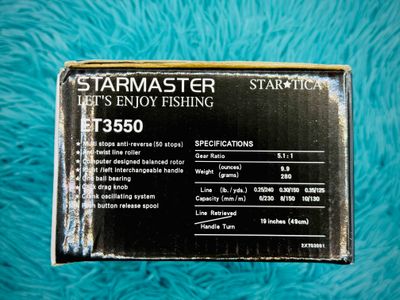 STARMASTER
LET'S ENJOY FISHING
STAR★TICA
ET3550
★ Multi stops anti-reverse (50 stops)
★ Anti-twist line roller
★ Computer designed balanced rotor
★ Right / left interchangeable handle
★ One ball bearing
★ drag knob
★ Crank oscillating system
★ Push button release spool
SPECIFICATIONS
Gear Ratio 5.1 : 1
Weight (ounces) 9.9
(grams) 280
Line (lb. / yds.) 0.25/240 0.30/150 0.35/125
Capacity (mm / m) 6/230 8/150 10/130
Line Retrieved
Handle Turn
19 inches (49cm)